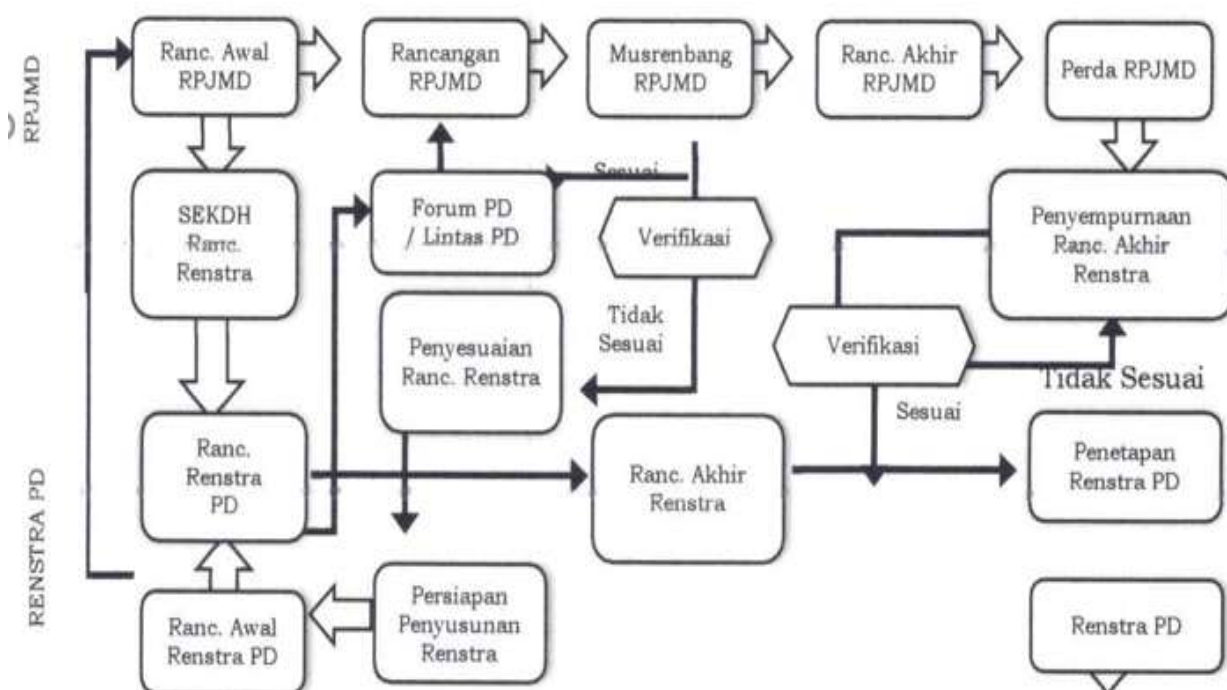 RPJMD
Ranc. Awal
RPJMD
Rancangan
RPJMD
Musrenbang
RPJMD
Ranc. Akhir
RPJMD
Perda RPJMD
SEKDH
Ranc.
Renstra
Forum PD
/ Lintas PD
Sesuai
Verifikasi
Penyempurnaan
Ranc. Akhir
Renstra
Tidak
Sesuai
Penyesuaian
Ranc. Renstra
Verifikasi
Tidak Sesuai
Sesuai
RENSTRA PD
Ranc.
Renstra
PD
Ranc. Akhir
Renstra
Penetapan
Renstra PD
Ranc. Awal
Renstra PD
Persiapan
Penyusunan
Renstra
Renstra PD